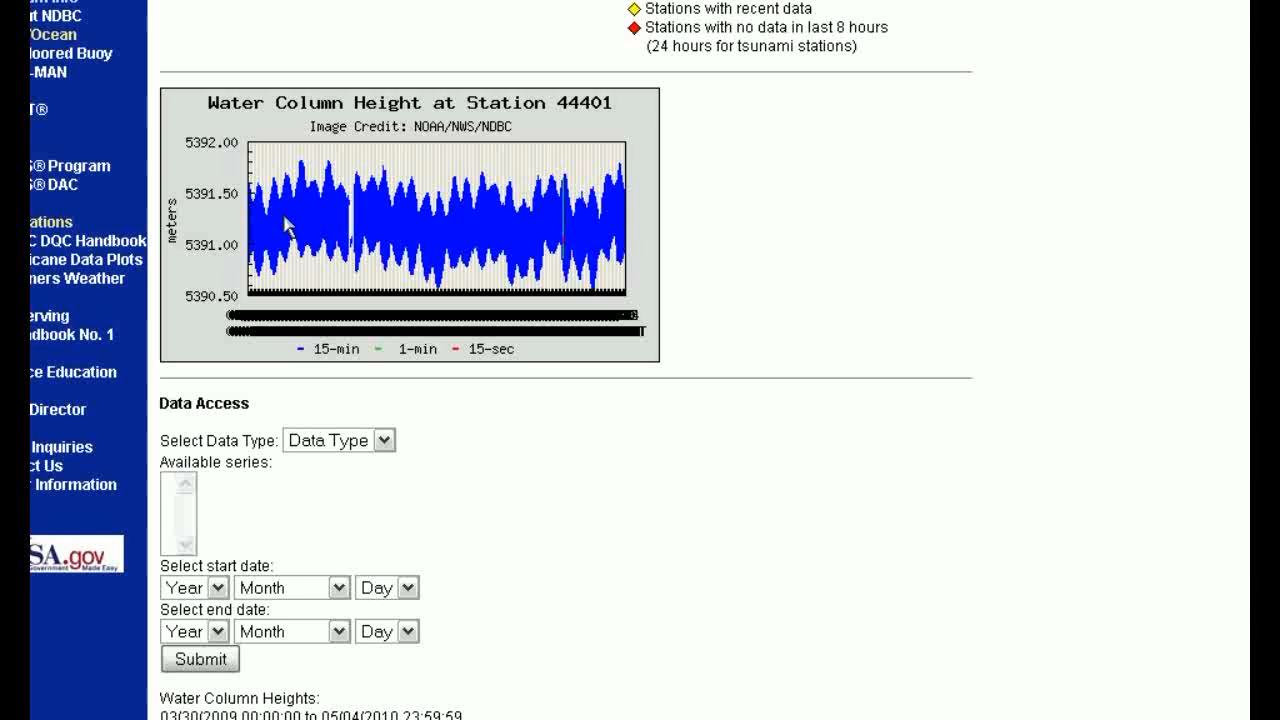 t NDBC
Ocean
oored Buoy
-MAN
T®
® Program
® DAC
ations
C DQC Handbook
icane Data Plots
ners Weather
erving
dbook No. 1
ce Education
Director
Inquiries
ct Us
Information
SA.gov
Government Made Easy
Stations with recent data
Stations with no data in last 8 hours
(24 hours for tsunami stations)
Water Column Height at Station 44401
Image Credit: NOAA/NWS/NDBC
5392.00
5391.50
5391.00
5390.50
meters
15-min 1-min 15-sec
Data Access
Select Data Type: Data Type
Available series:
Select start date:
Year Month Day
Select end date:
Year Month Day
Submit
Water Column Heights:
03/30/2009 00:00:00 to 05/04/2010 23:59:59